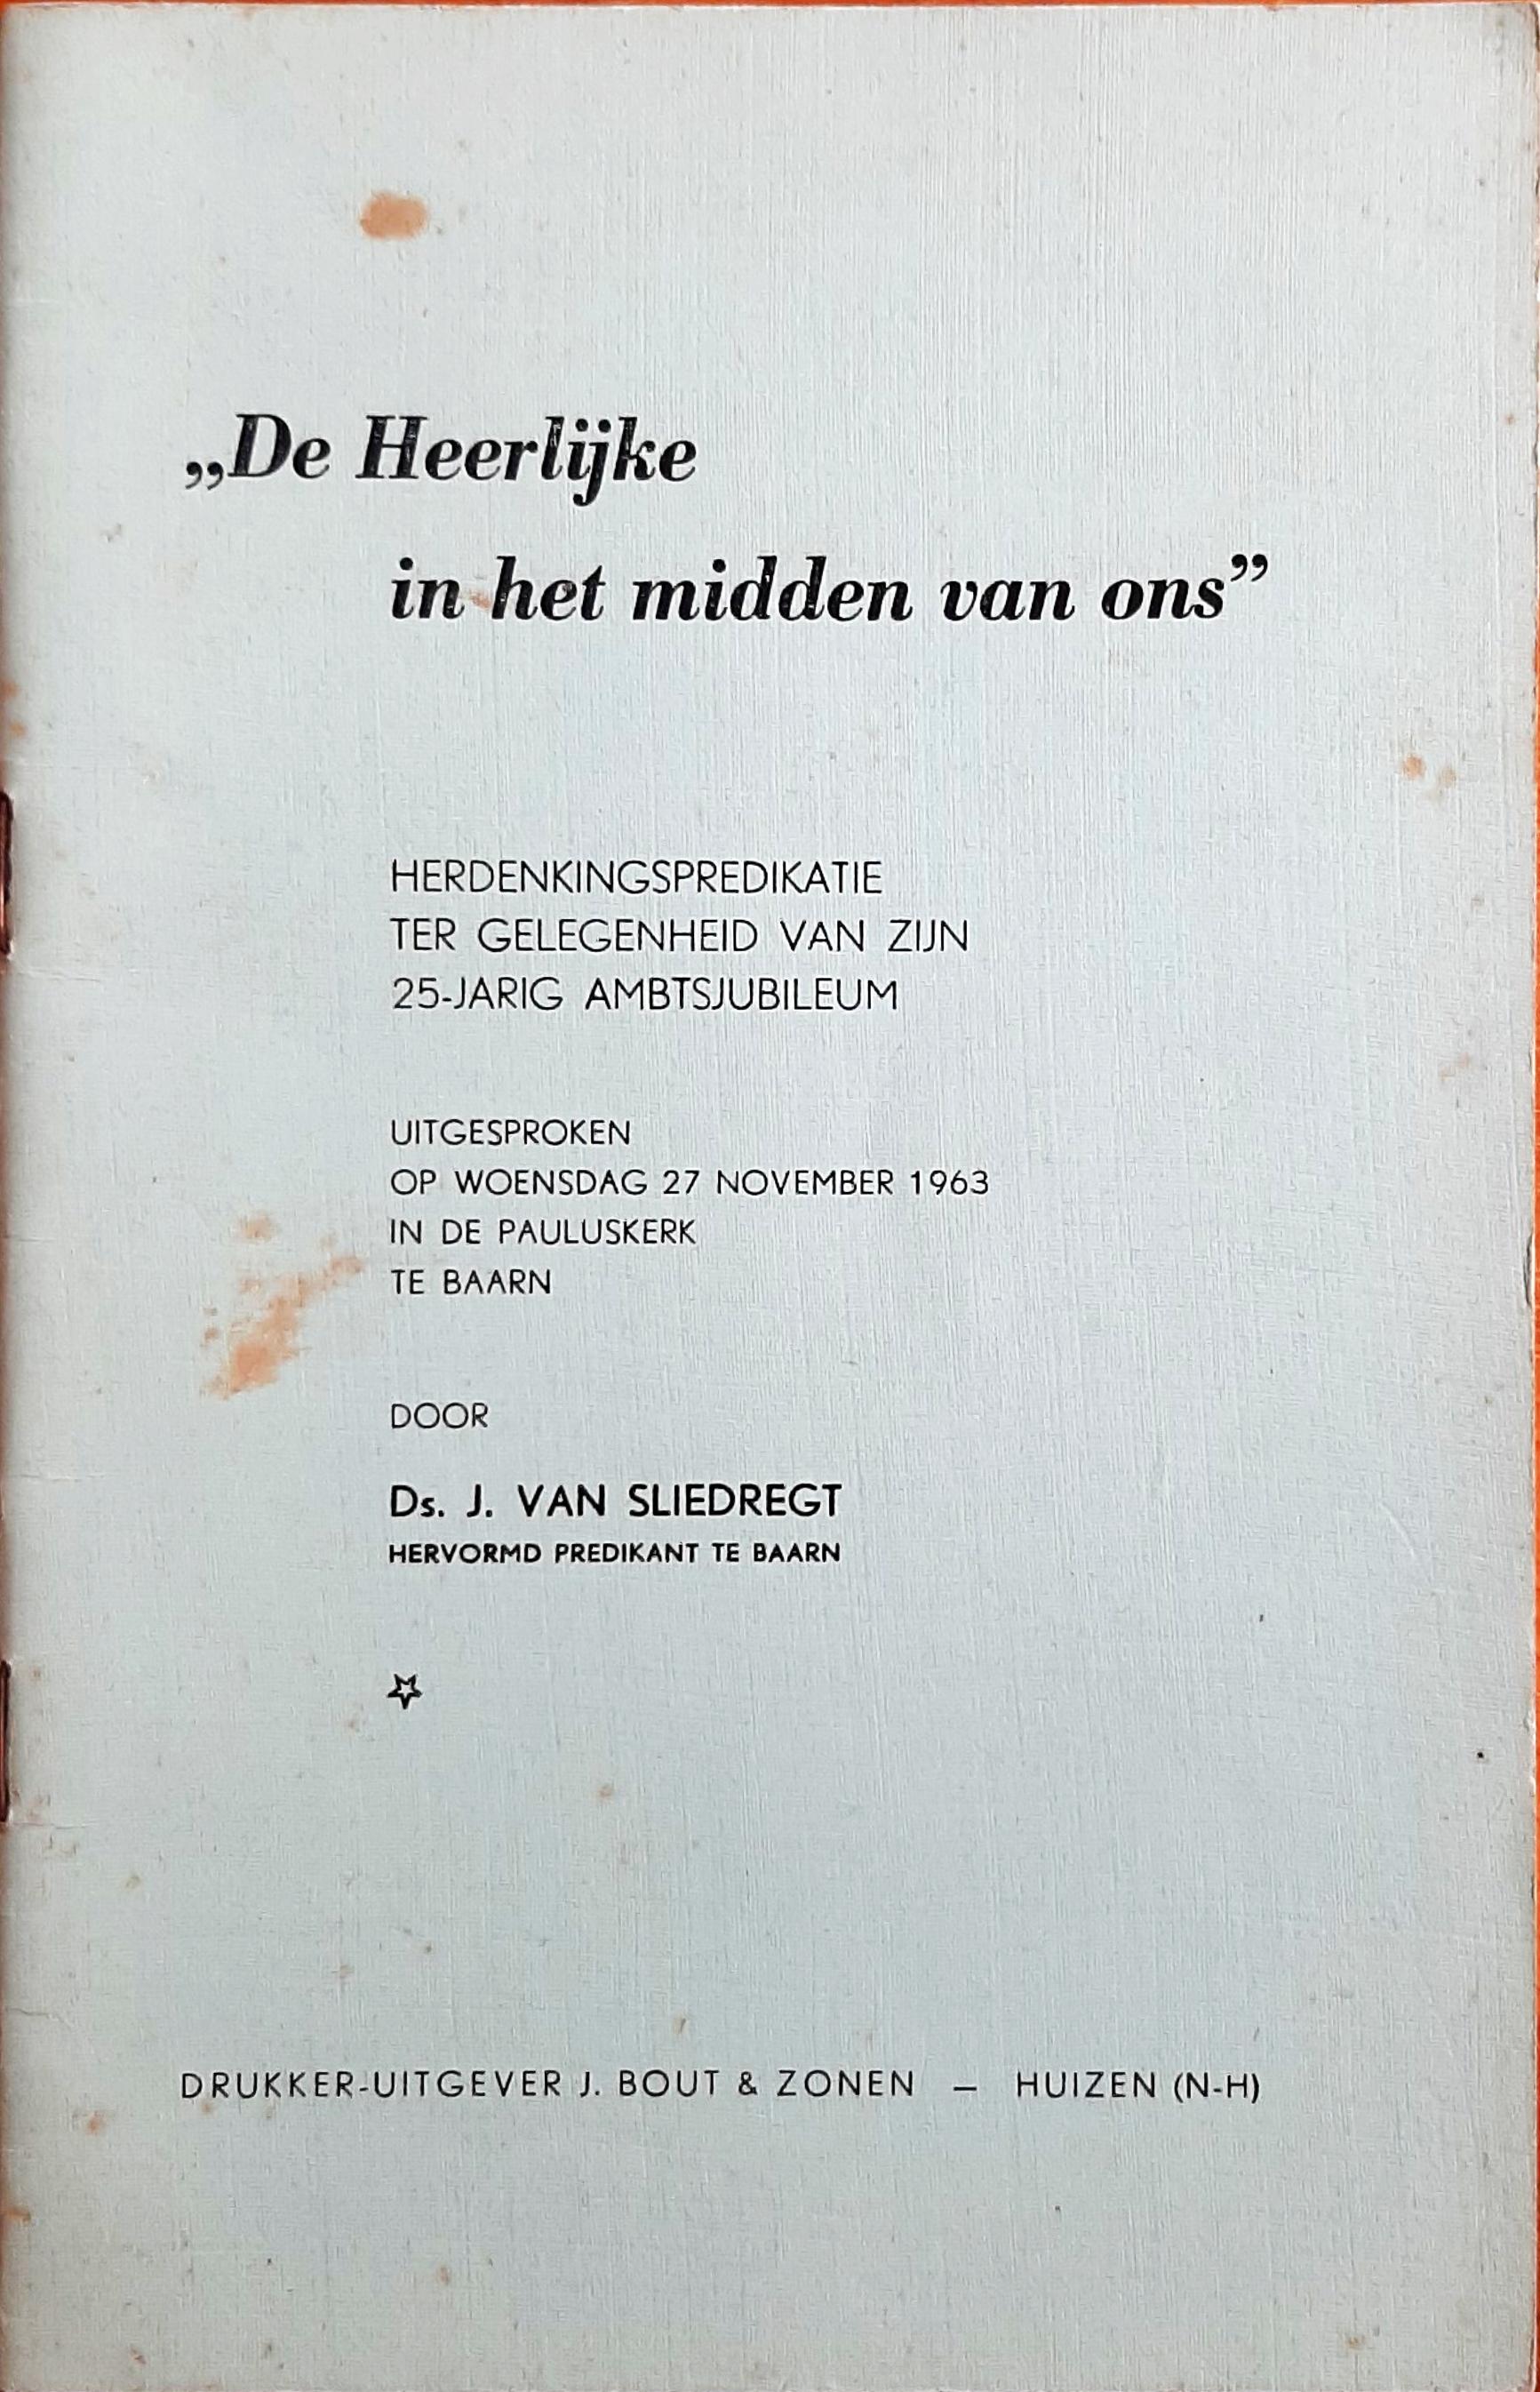 „De Heerlijke
in het midden van ons”
HERDENKINGSPREDIKATIE
TER GELEGENHEID VAN ZIJN
25-JARIG AMBTSJUBILEUM
UITGESPROKEN
OP WOENSDAG 27 NOVEMBER 1963
IN DE PAULUSKERK
TE BAARN
DOOR
Ds. J. VAN SLIEDREGT
HERVORMD PREDIKANT TE BAARN
DRUKKER-UITGEVER J. BOUT & ZONEN – HUIZEN (N-H)